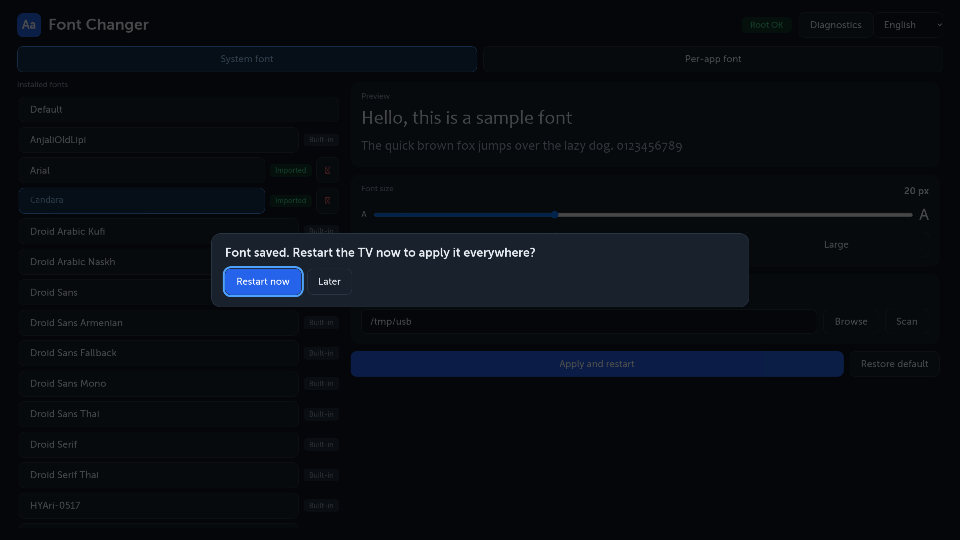 Aa Font Changer
Root OK
Diagnostics
English
System font
Per-app font
Installed fonts
Default
AnjaliOldLipi
Built-in
Arial
Imported
Candara
Imported
Droid Arabic Kufi
Built-in
Droid Arabic Naskh
Droid Sans
Droid Sans Armenian
Built-in
Droid Sans Fallback
Built-in
Droid Sans Mono
Built-in
Droid Sans Thai
Built-in
Droid Serif
Built-in
Droid Serif Thai
Built-in
HYAri-0517
Built-in
Preview
Hello, this is a sample font
The quick brown fox jumps over the lazy dog. 0123456789
Font size
20 px
A
A
Large
Font saved. Restart the TV now to apply it everywhere?
Restart now
Later
/tmp/usb
Browse
Scan
Apply and restart
Restore default